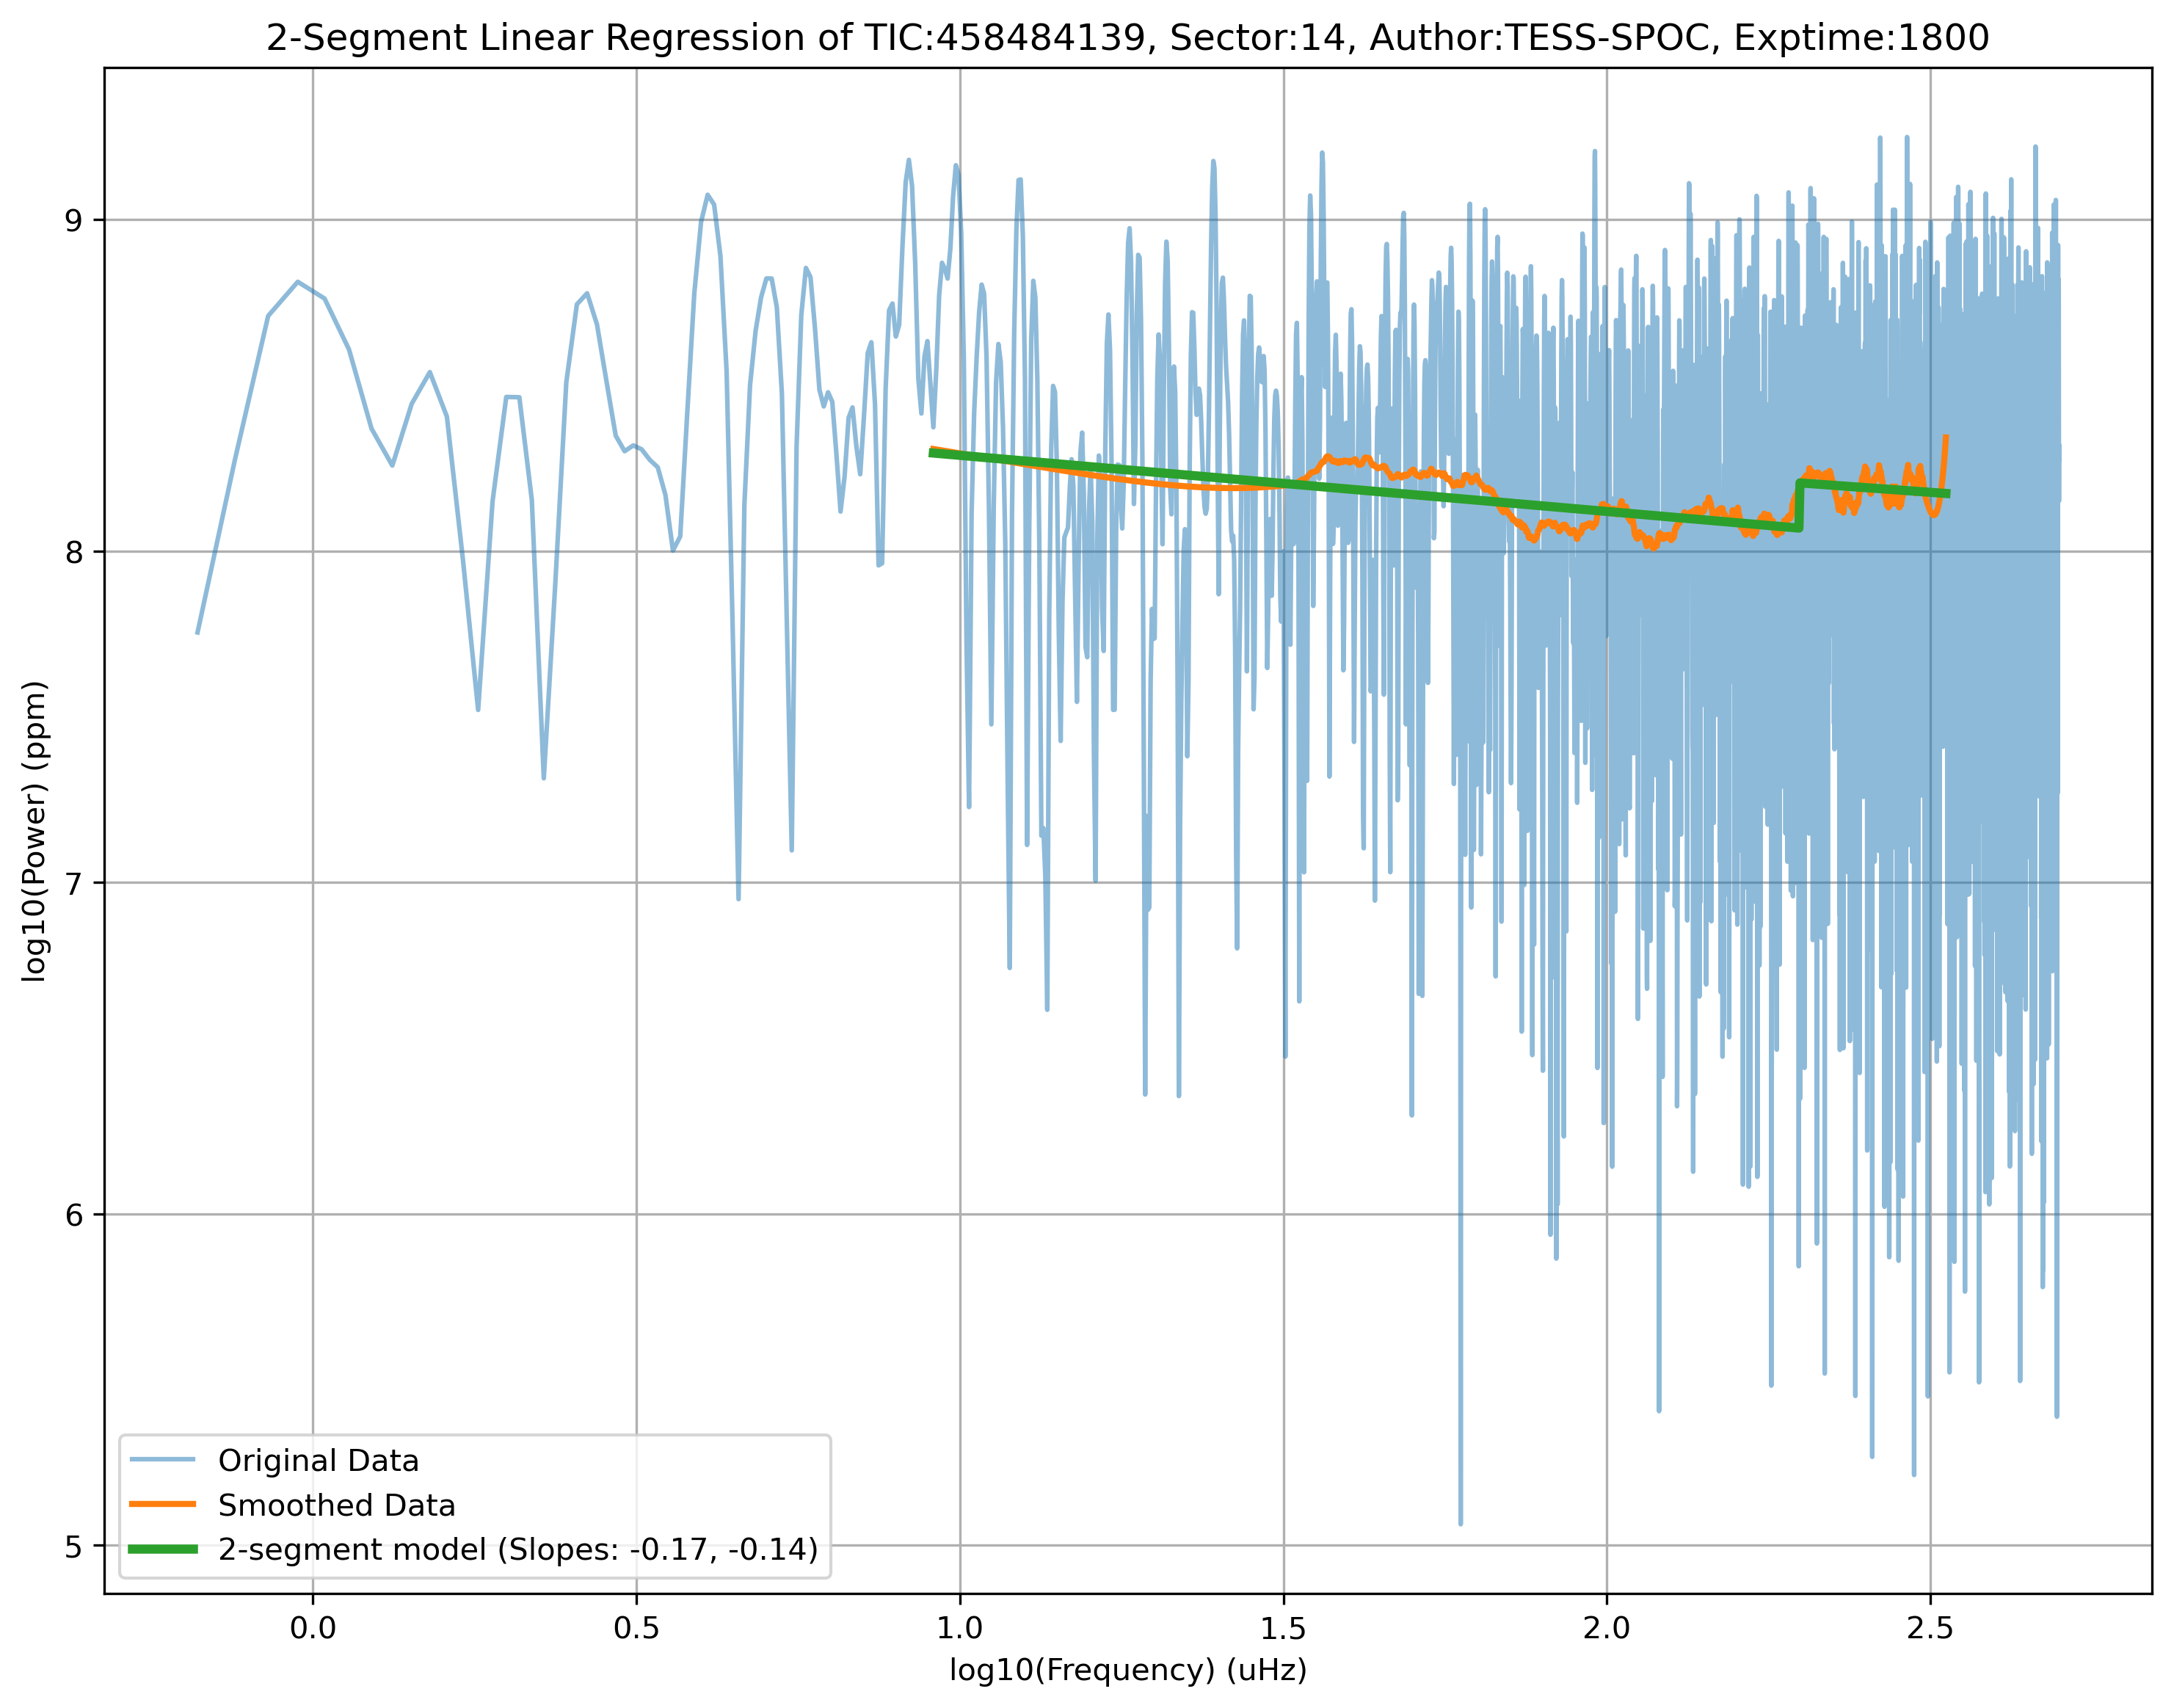 2-Segment Linear Regression of TIC:458484139, Sector:14, Author:TESS-SPOC, Exptime:1800
9
8
7
6
5
log10(Power) (ppm)
Original Data
Smoothed Data
2-segment model (Slopes: -0.17, -0.14)
0.0 0.5 1.0 1.5 2.0 2.5
log10(Frequency) (uHz)